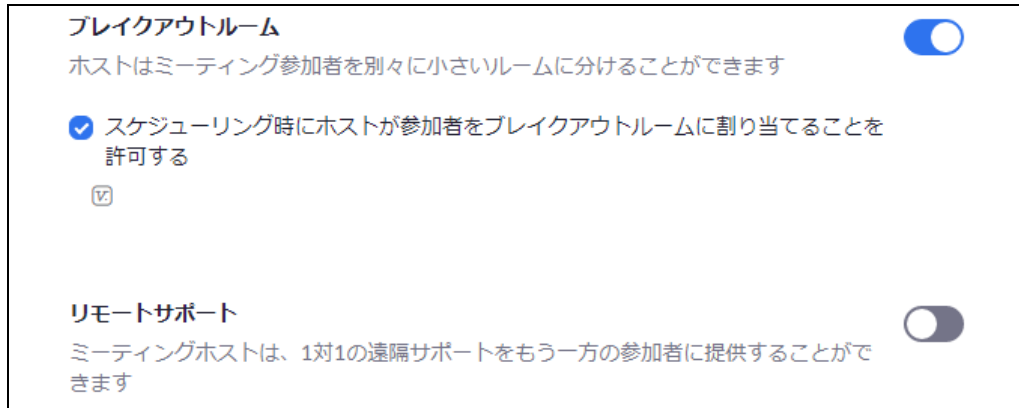 ブレイクアウトルーム
ホストはミーティング参加者を別々に小さいルームに分けることができます
スケジューリング時にホストが参加者をブレイクアウトルームに割り当てることを
許可する
V
リモートサポート
ミーティングホストは、1対1の遠隔サポートをもう一方の参加者に提供することがで
きます